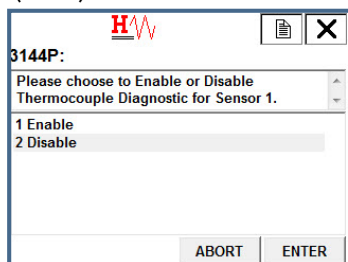 H
3144P:
Please choose to Enable or Disable
Thermocouple Diagnostic for Sensor 1.
1 Enable
2 Disable
ABORT ENTER